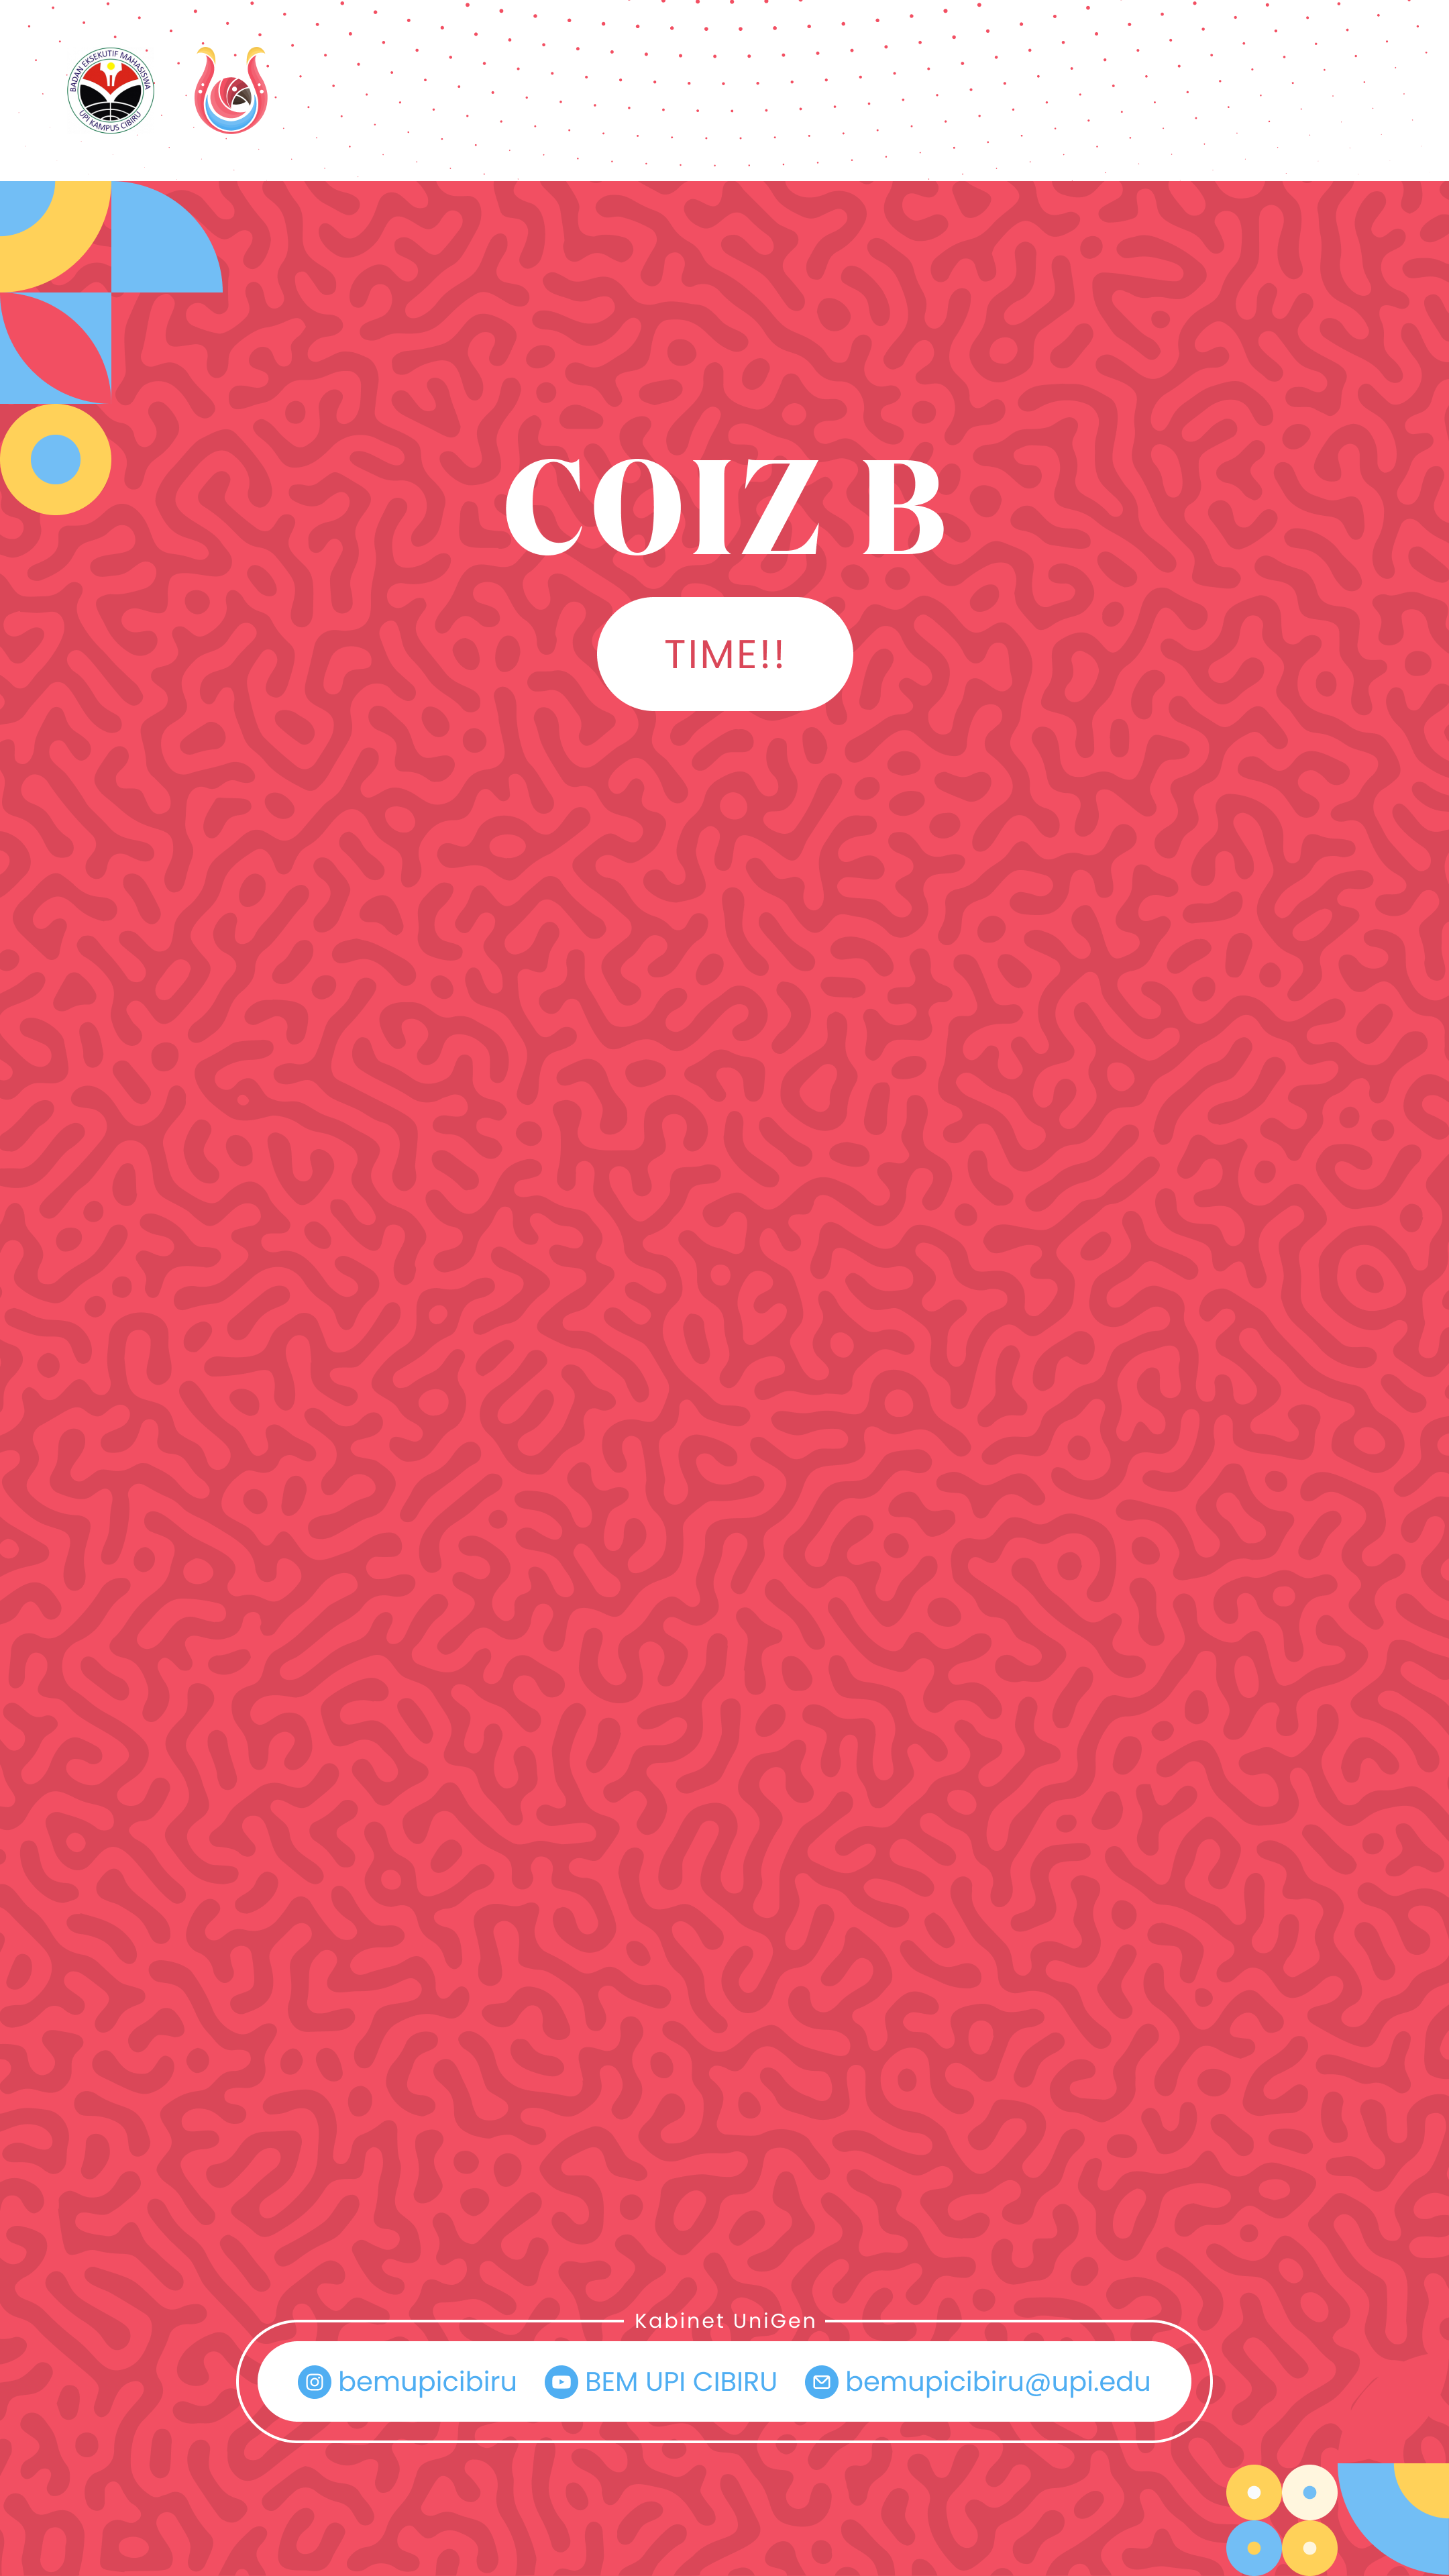 BADAN EKSEKUTIF MAHASISWA
UPI KAMPUS CIBIRU
COIZ B
TIME!!
Kabinet UniGen
bemupicibiru BEM UPI CIBIRU bemupicibiru@upi.edu